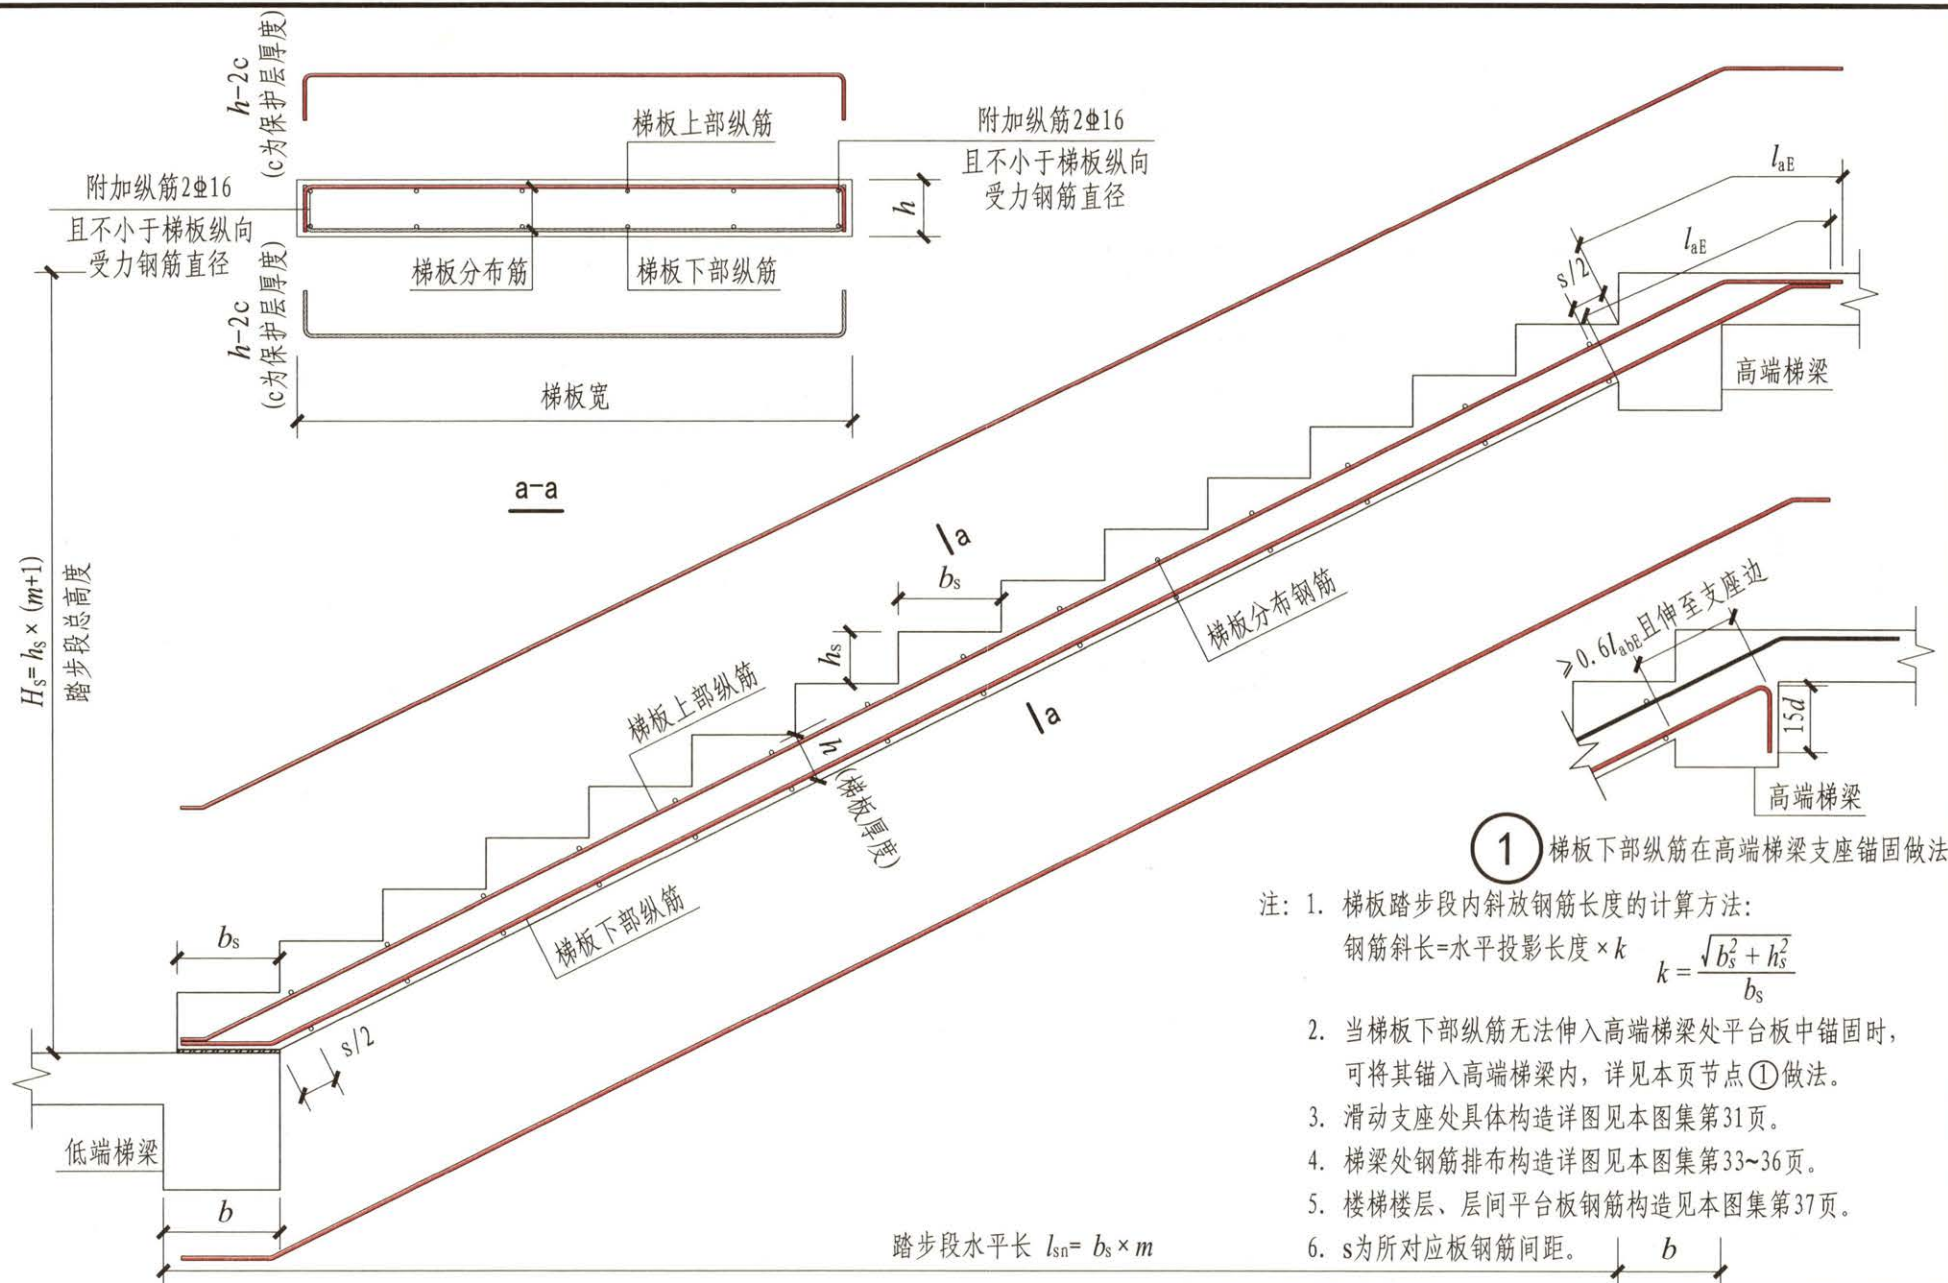 h-2c
(c为保护层厚度)
梯板上部纵筋
附加纵筋2⌀16
且不小于梯板纵向
受力钢筋直径
附加纵筋2⌀16
且不小于梯板纵向
受力钢筋直径
h
梯板分布筋
梯板下部纵筋
h-2c
(c为保护层厚度)
梯板宽
a-a
laE
laE
s/2
高端梯梁
Hs=hs×(m+1)
踏步段总高度
a
bs
hs
梯板分布钢筋
梯板上部纵筋
a
h
(梯板厚度)
梯板下部纵筋
bs
s/2
低端梯梁
b
≥0.6labE且伸至支座边
15d
高端梯梁
1 梯板下部纵筋在高端梯梁支座锚固做法
注: 1. 梯板踏步段内斜放钢筋长度的计算方法:
钢筋斜长=水平投影长度×k k=√(bs²+hs²)/bs
2. 当梯板下部纵筋无法伸入高端梯梁处平台板中锚固时,
可将其锚入高端梯梁内, 详见本页节点①做法。
3. 滑动支座处具体构造详图见本图集第31页。
4. 梯梁处钢筋排布构造详图见本图集第33~36页。
5. 楼梯楼层、层间平台板钢筋构造见本图集第37页。
6. s为所对应板钢筋间距。
踏步段水平长 lsn=bs×m
b